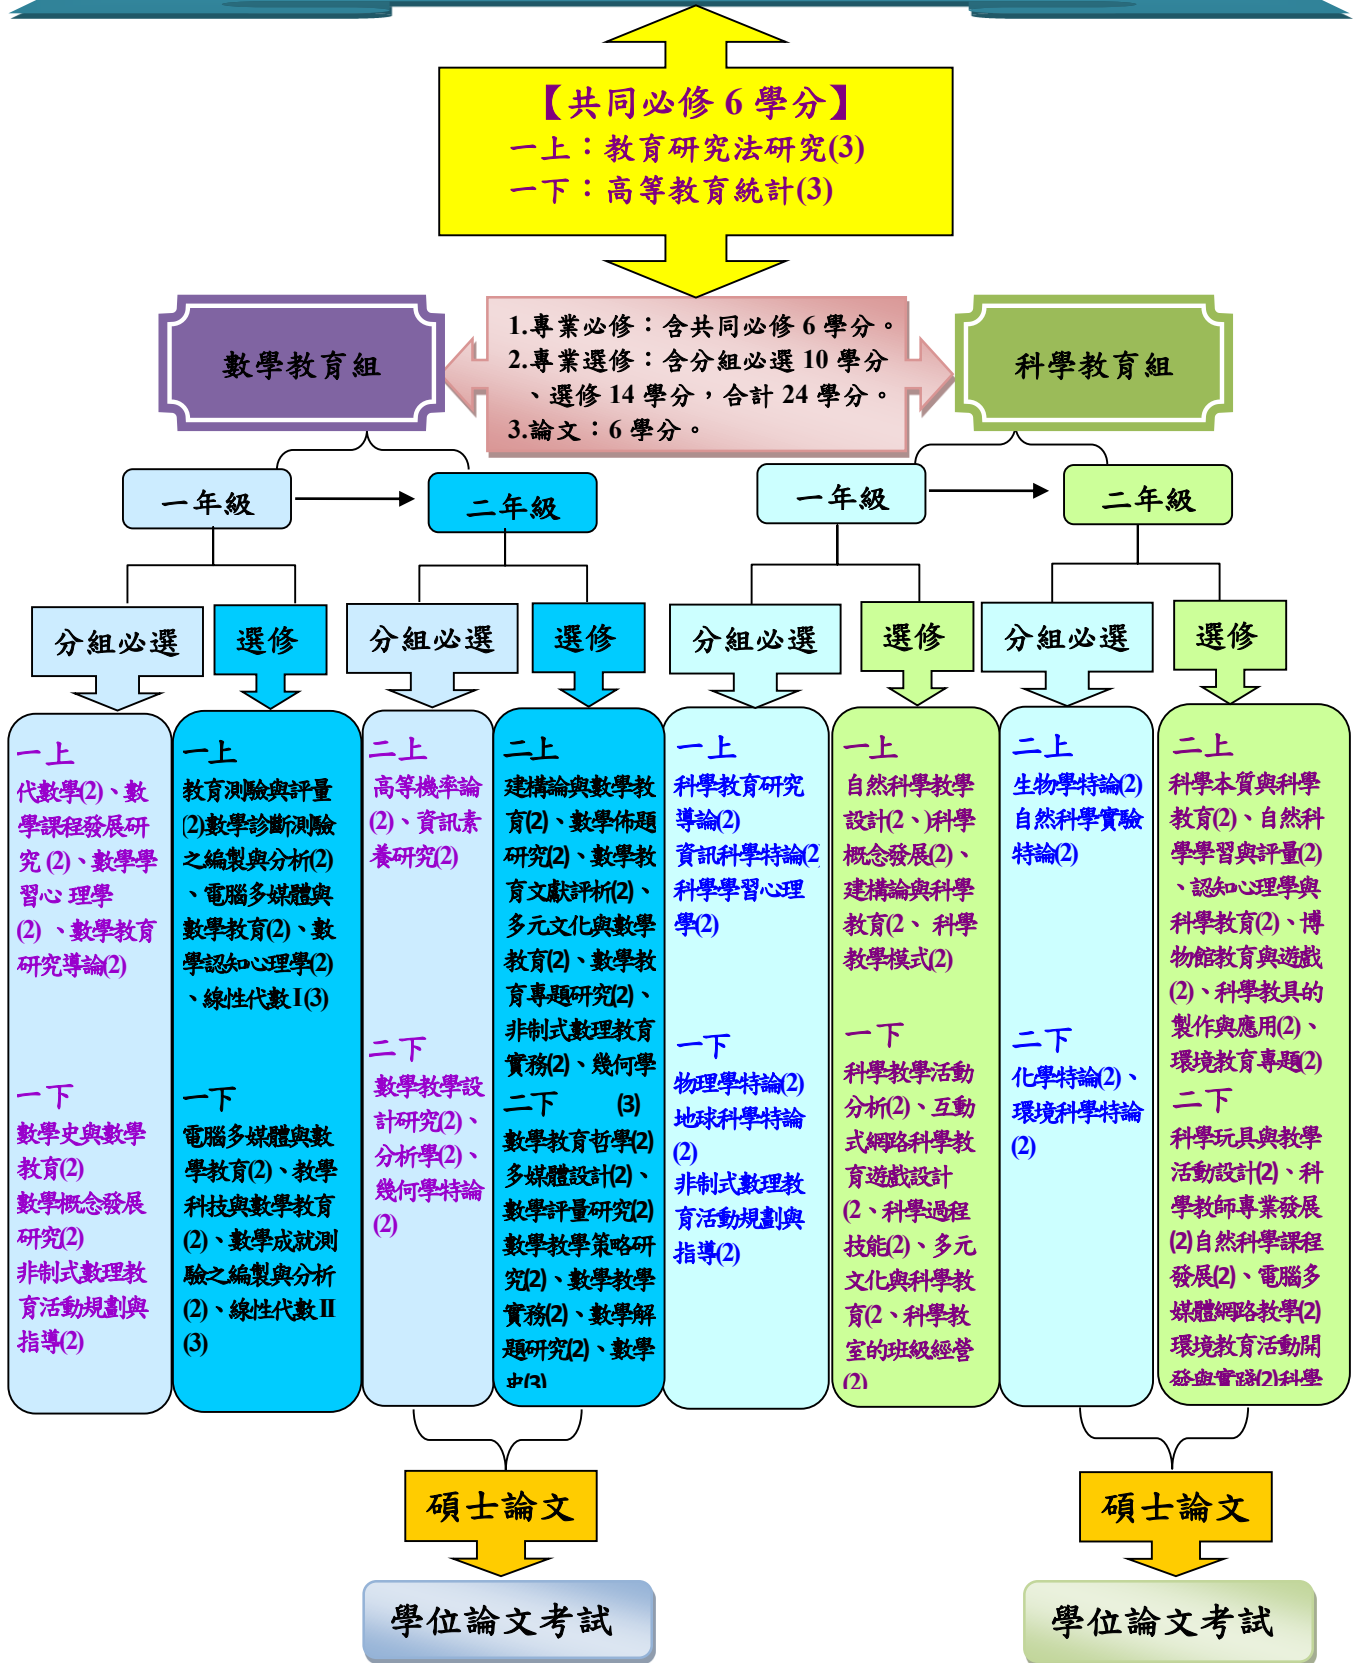 【共同必修 6 學分】
一上：教育研究法研究(3)
一下：高等教育統計(3)
數學教育組
1.專業必修：含共同必修 6 學分。
2.專業選修：含分組必選 10 學分
、選修 14 學分，合計 24 學分。
3.論文：6 學分。
科學教育組
一年級
二年級
一年級
二年級
分組必選
選修
分組必選
選修
分組必選
選修
分組必選
選修
一上
代數學(2)、數
學課程發展研
究 (2)、數學學
習心 理學
(2) 、數學教育
研究導論(2)
一下
數學史與數學
教育(2)
數學概念發展
研究(2)
非制式數理教
育活動規劃與
指導(2)
一上
教育測驗與評量
(2)數學診斷測驗
之編製與分析(2)
、電腦多媒體與
數學教育(2)、數
學認知心理學(2)
、線性代數 I (3)
一下
電腦多媒體與數
學教育(2)、教學
科技與數學教育
(2)、數學成就測
驗之編製與分析
(2)、線性代數 II
(3)
二上
高等機率論
(2)、資訊素
養研究(2)
二下
數學教學設
計研究(2)、
分析學(2)、
幾何學特論
(2)
二上
建構論與數學教
育(2)、數學佈題
研究(2)、數學教
育文獻評析(2)、
多元文化與數學
教育(2)、數學教
育專題研究(2)、
非制式數理教育
實務(2)、幾何學
二下 (3)
數學教育哲學(2)
多媒體設計(2)、
數學評量研究(2)
數學教學策略研
究(2)、數學教學
實務(2)、數學解
題研究(2)、數學
史(3)
一上
科學教育研究
導論(2)
資訊科學特論(2
科學學習心理
學(2)
一下
物理學特論(2)
地球科學特論
(2)
非制式數理教
育活動規劃與
指導(2)
一上
自然科學教學
設計(2、)科學
概念發展(2)、
建構論與科學
教育(2、 科學
教學模式(2)
一下
科學教學活動
分析(2)、互動
式網路科學教
育遊戲設計
(2、科學過程
技能(2)、多元
文化與科學教
育(2、科學教
室的班級經營
(2)
二上
生物學特論(2)
自然科學實驗
特論(2)
二下
化學特論(2)、
環境科學特論
(2)
二上
科學本質與科學
教育(2)、自然科
學學習與評量(2)
、認知心理學與
科學教育(2)、博
物館教育與遊戲
(2)、科學教具的
製作與應用(2)、
環境教育專題(2)
二下
科學玩具與教學
活動設計(2)、科
學教師專業發展
(2)自然科學課程
發展(2)、電腦多
媒體網路教學(2)
環境教育活動開
發與實踐(2)科學
碩士論文
碩士論文
學位論文考試
學位論文考試